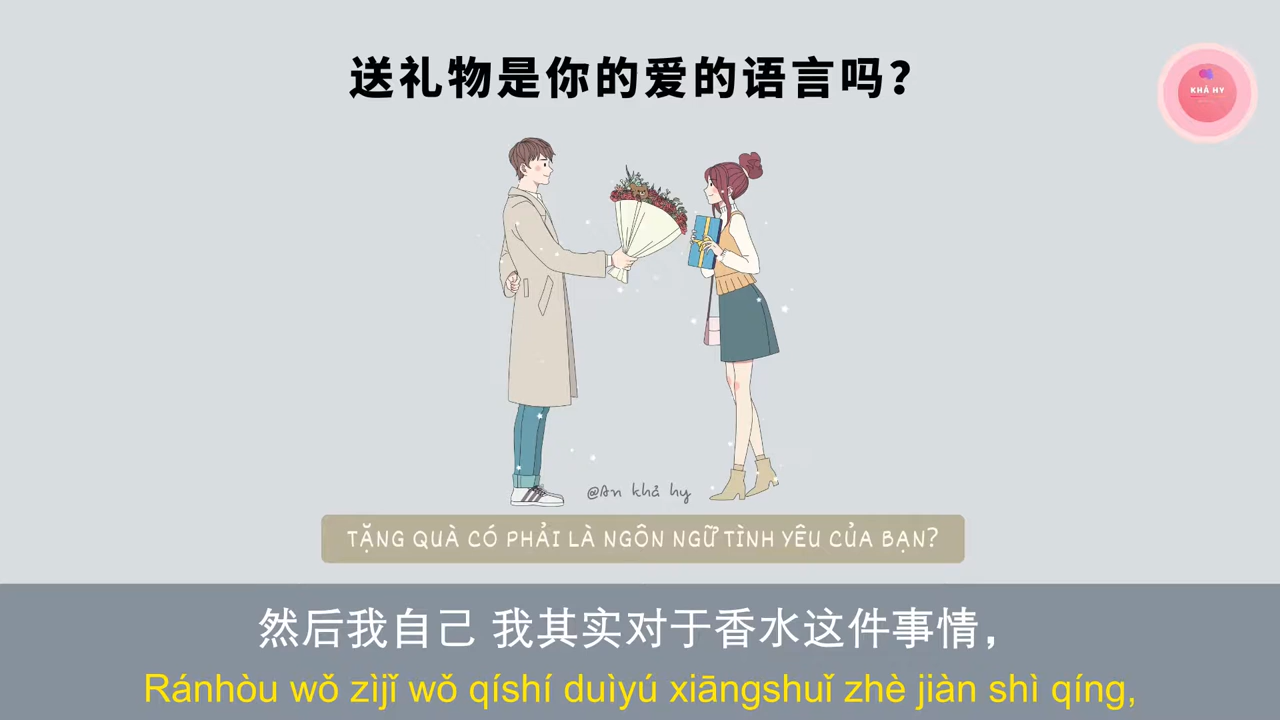 送礼物是你的爱的语言吗？
KHẢ HY
@An khả hy
TẶNG QUÀ CÓ PHẢI LÀ NGÔN NGỮ TÌNH YÊU CỦA BẠN?
然后我自己 我其实对于香水这件事情，
Ránhòu wǒ zìjǐ wǒ qíshí duìyú xiāngshuǐ zhè jiàn shì qíng,